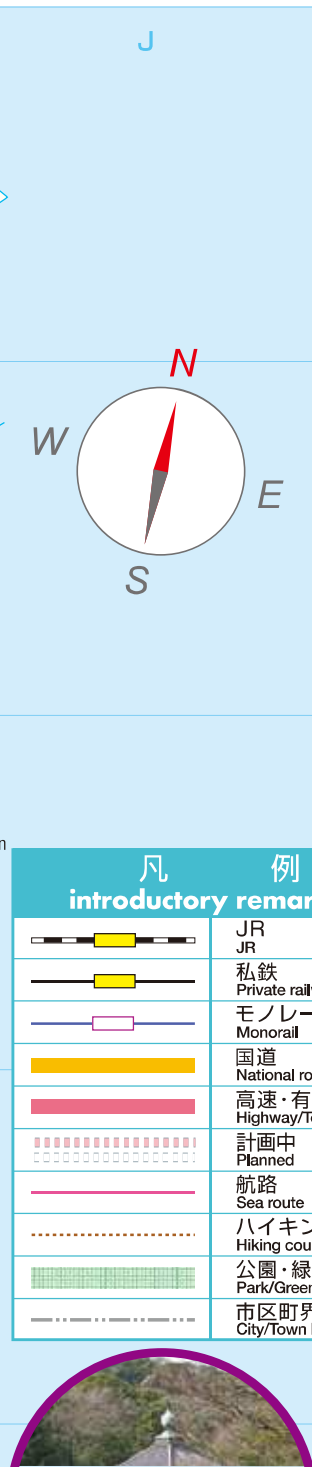 J
N
W
E
S
凡 例
introductory remar
JR
JR
私鉄
Private rail
モノレー
Monorail
国道
National ro
高速・有
Highway/T
計画中
Planned
航路
Sea route
ハイキン
Hiking cou
公園・緑
Park/Green
市区町界
City/Town